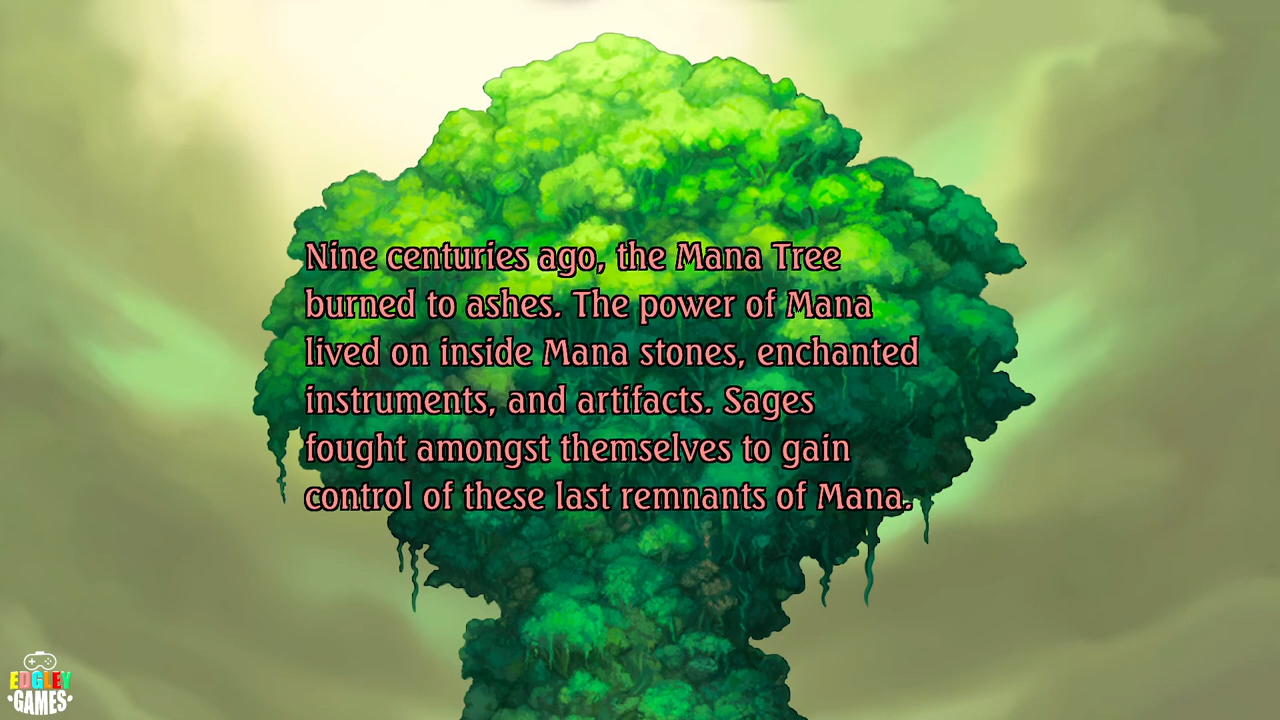 Nine centuries ago, the Mana Tree
burned to ashes. The power of Mana
lived on inside Mana stones, enchanted
instruments, and artifacts. Sages
fought amongst themselves to gain
control of these last remnants of Mana.
EDGLEY
•GAMES•